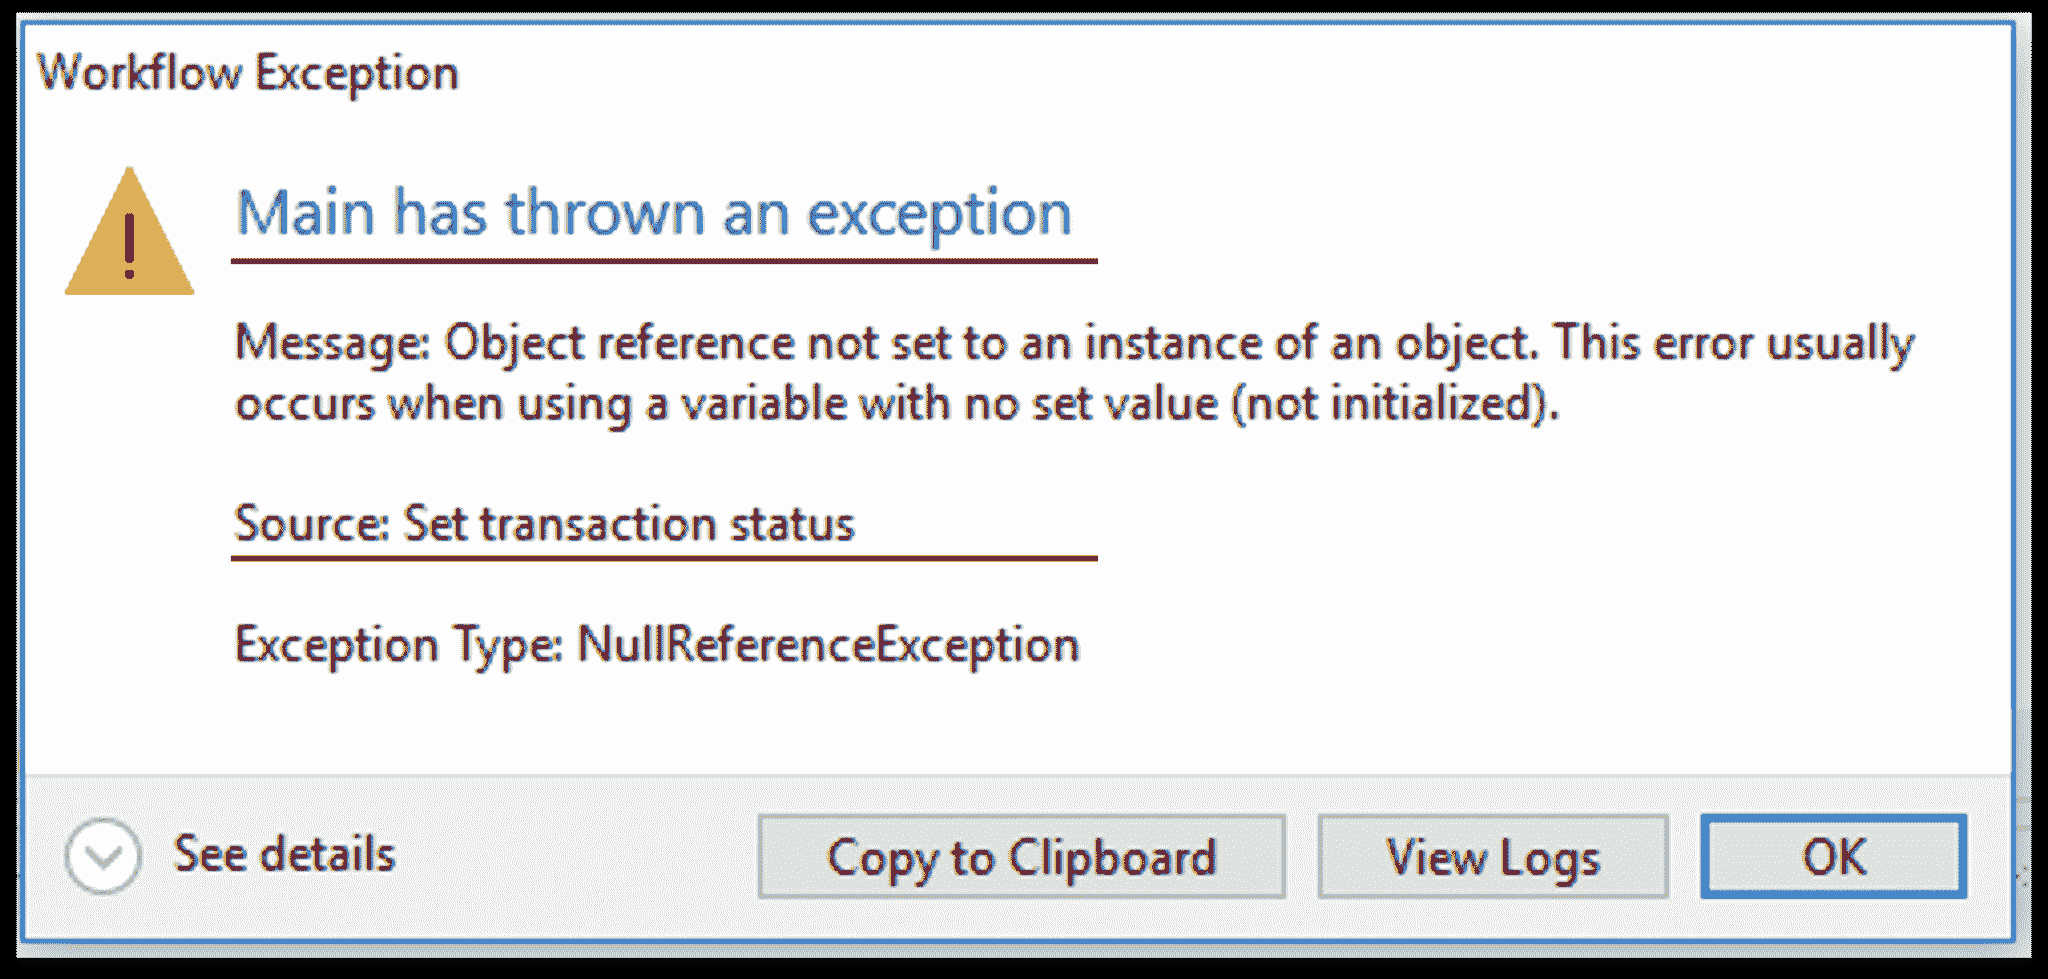 Workflow Exception
Main has thrown an exception
Message: Object reference not set to an instance of an object. This error usually
occurs when using a variable with no set value (not initialized).
Source: Set transaction status
Exception Type: NullReferenceException
See details
Copy to Clipboard
View Logs
OK